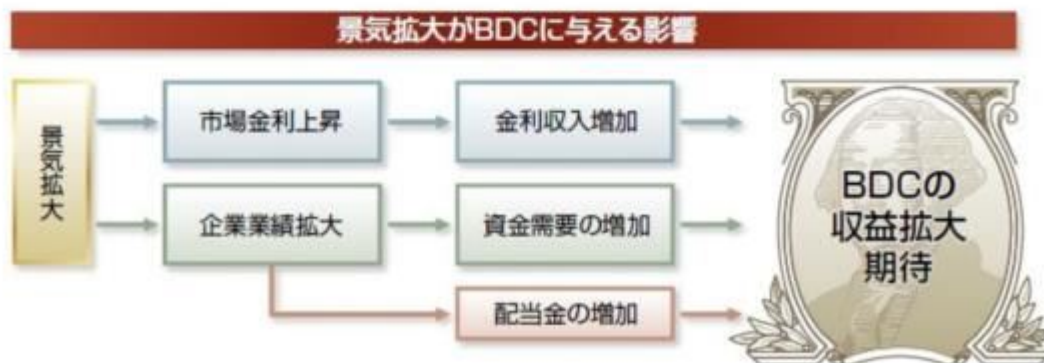 景気拡大がBDCに与える影響
景気拡大
市場金利上昇
金利収入増加
企業業績拡大
資金需要の増加
配当金の増加
BDCの
収益拡大
期待